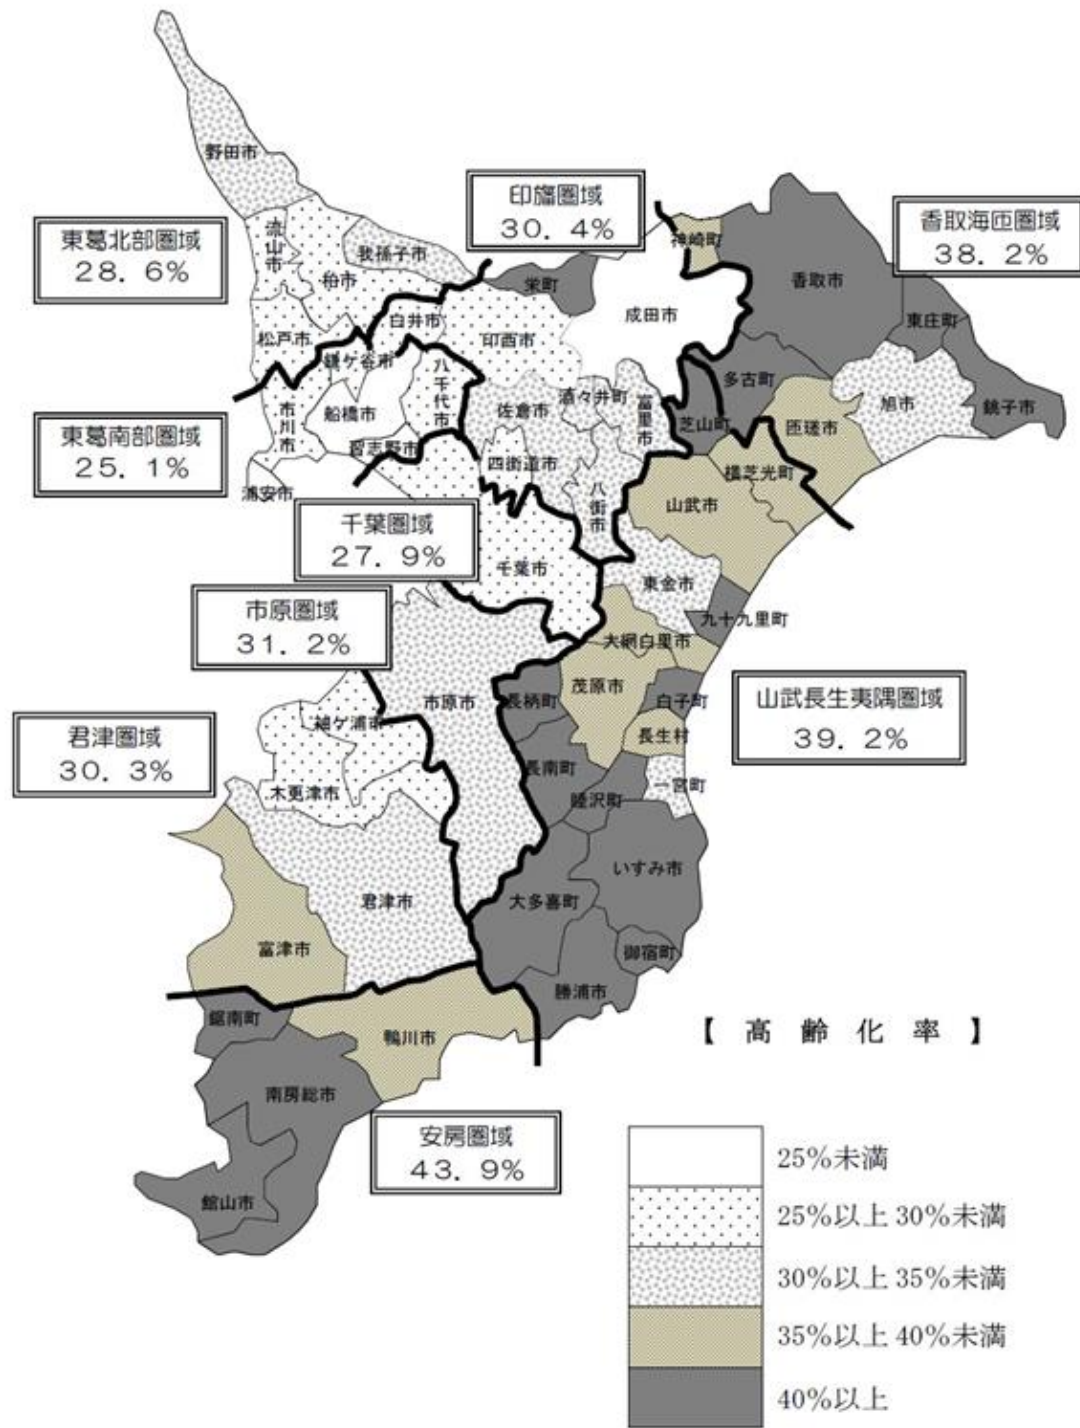 野田市
印旛圏域
30.4%
香取海匝圏域
38.2%
東葛北部圏域
28.6%
流山市
柏市
我孫子市
栄町
神崎町
香取市
成田市
東庄町
松戸市
白井市
印西市
鎌ケ谷市
八千代市
多古町
旭市
銚子市
市川市
船橋市
佐倉市
酒々井町
富里市
芝山町
匝瑳市
東葛南部圏域
25.1%
習志野市
四街道市
横芝光町
浦安市
八街市
山武市
千葉圏域
27.9%
千葉市
東金市
市原圏域
31.2%
九十九里町
大網白里市
市原市
長柄町
茂原市
白子町
山武長生夷隅圏域
39.2%
君津圏域
30.3%
袖ケ浦市
長生村
長南町
木更津市
睦沢町
一宮町
いすみ市
君津市
大多喜町
富津市
御宿町
勝浦市
鋸南町
鴨川市
【高齢化率】
南房総市
安房圏域
43.9%
館山市
25%未満
25%以上30%未満
30%以上35%未満
35%以上40%未満
40%以上